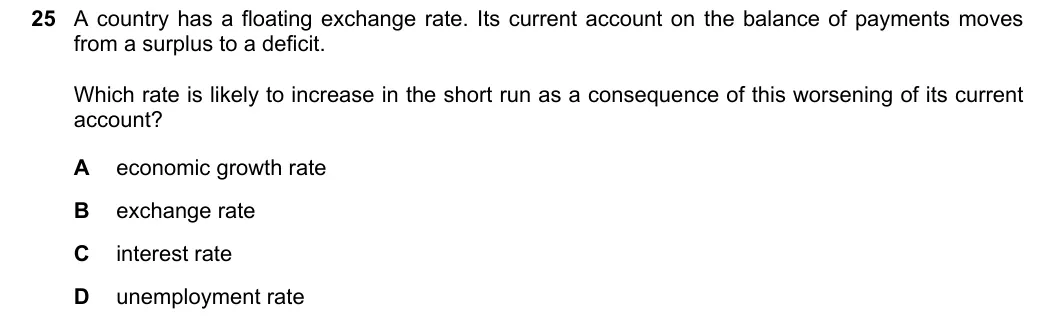 25 A country has a floating exchange rate. Its current account on the balance of payments moves
from a surplus to a deficit.
Which rate is likely to increase in the short run as a consequence of this worsening of its current
account?
A economic growth rate
B exchange rate
C interest rate
D unemployment rate